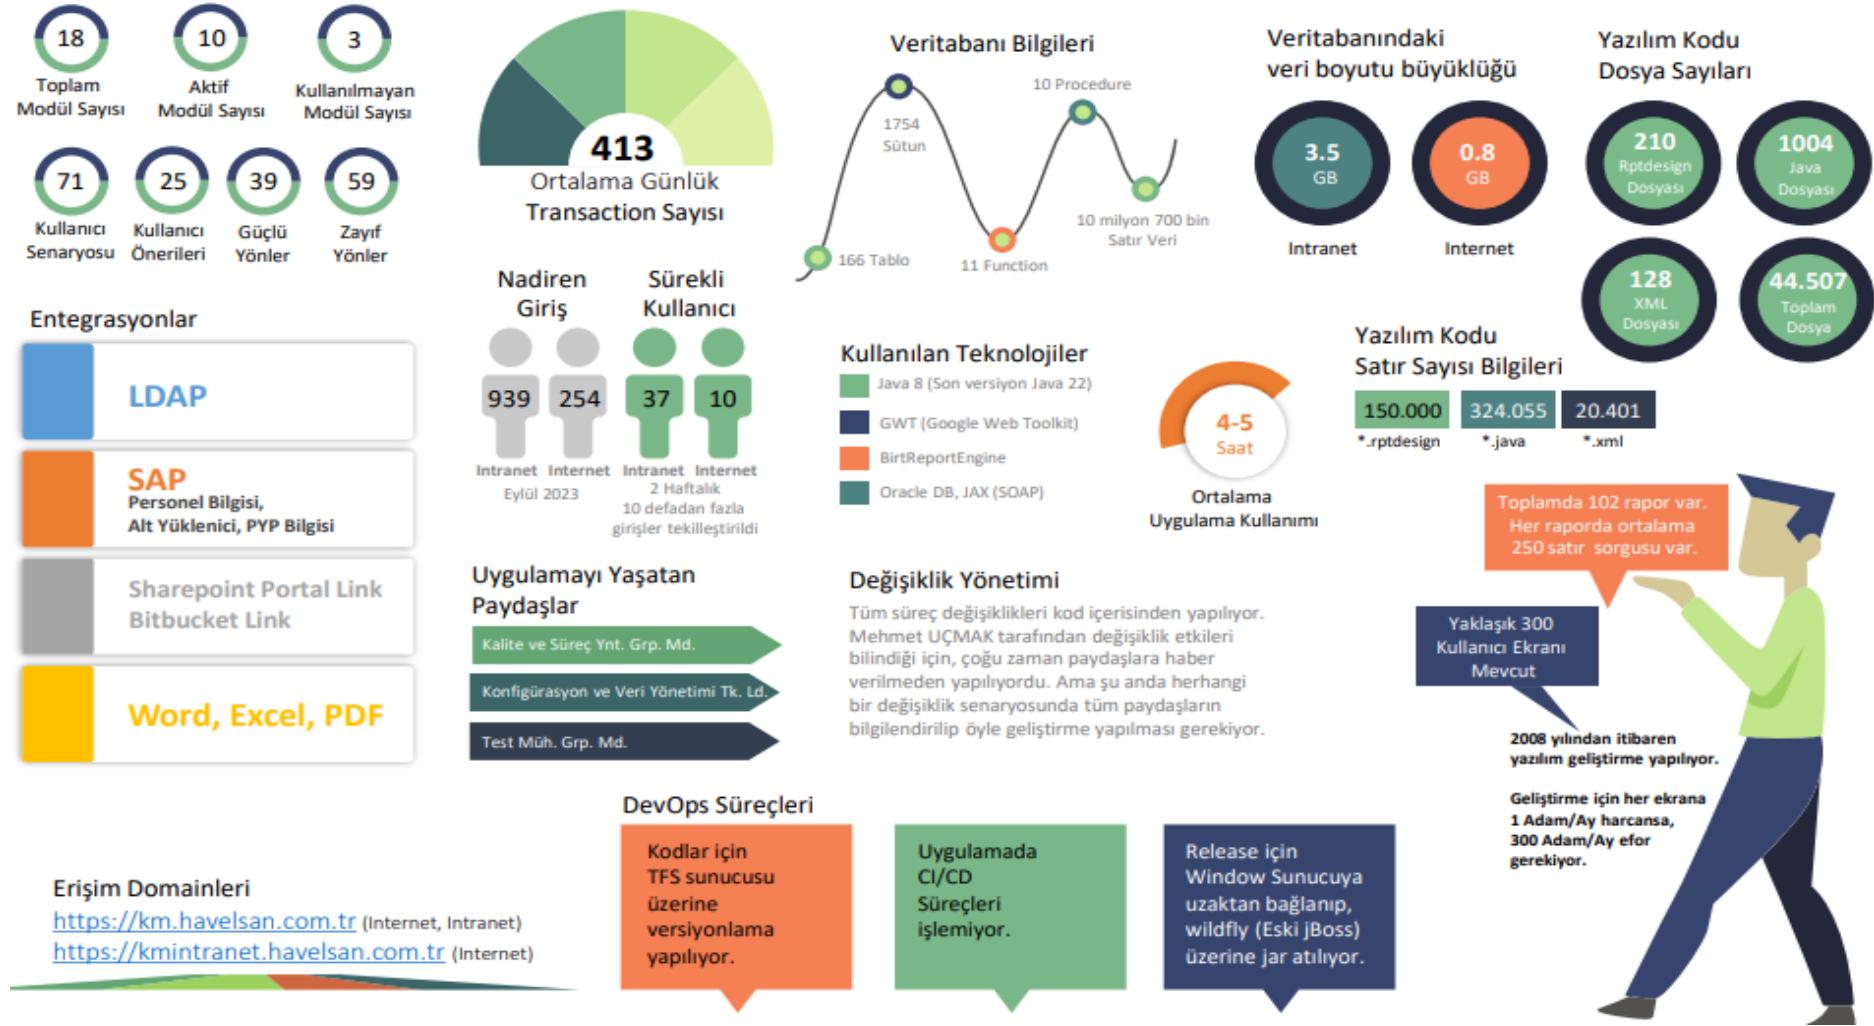 18
Toplam
Modül Sayısı
10
Aktif
Modül Sayısı
3
Kullanılmayan
Modül Sayısı
71
Kullanıcı
Senaryosu
25
Kullanıcı
Önerileri
39
Güçlü
Yönler
59
Zayıf
Yönler
413
Ortalama Günlük
Transaction Sayısı
Veritabanı Bilgileri
166 Tablo
1754
Sütun
11 Function
10 Procedure
10 milyon 700 bin
Satır Veri
Veritabanındaki
veri boyutu büyüklüğü
3.5
GB
Intranet
0.8
GB
Internet
Yazılım Kodu
Dosya Sayıları
210
Rptdesign
Dosyası
1004
Java
Dosyası
128
XML
Dosyası
44.507
Toplam
Dosya
Entegrasyonlar
LDAP
SAP
Personel Bilgisi,
Alt Yüklenici, PYP Bilgisi
Sharepoint Portal Link
Bitbucket Link
Word, Excel, PDF
Nadiren
Giriş
939
254
Intranet Internet
Eylül 2023
Sürekli
Kullanıcı
37
10
Intranet Internet
2 Haftalık
10 defadan fazla
girişler tekilleştirildi
Kullanılan Teknolojiler
Java 8 (Son versiyon Java 22)
GWT (Google Web Toolkit)
BirtReportEngine
Oracle DB, JAX (SOAP)
4-5
Saat
Ortalama
Uygulama Kullanımı
Yazılım Kodu
Satır Sayısı Bilgileri
150.000
*.rptdesign
324.055
*.java
20.401
*.xml
Toplamda 102 rapor var.
Her raporda ortalama
250 satır sorgusu var.
Yaklaşık 300
Kullanıcı Ekranı
Mevcut
2008 yılından itibaren
yazılım geliştirme yapılıyor.
Geliştirme için her ekrana
1 Adam/Ay harcansa,
300 Adam/Ay efor
gerekiyor.
Uygulamayı Yaşatan
Paydaşlar
Kalite ve Süreç Ynt. Grp. Md.
Konfigürasyon ve Veri Yönetimi Tk. Ld.
Test Müh. Grp. Md.
Değişiklik Yönetimi
Tüm süreç değişiklikleri kod içerisinden yapılıyor.
Mehmet UÇMAK tarafından değişiklik etkileri
bilindiği için, çoğu zaman paydaşlara haber
verilmeden yapılıyordu. Ama şu anda herhangi
bir değişiklik senaryosunda tüm paydaşların
bilgilendirilip öyle geliştirme yapılması gerekiyor.
DevOps Süreçleri
Kodlar için
TFS sunucusu
üzerine
versiyonlama
yapılıyor.
Uygulamada
CI/CD
Süreçleri
işlemiyor.
Release için
Window Sunucuya
uzaktan bağlanıp,
wildfly (Eski jBoss)
üzerine jar atılıyor.
Erişim Domainleri
https://km.havelsan.com.tr (Internet, Intranet)
https://kmintranet.havelsan.com.tr (Internet)